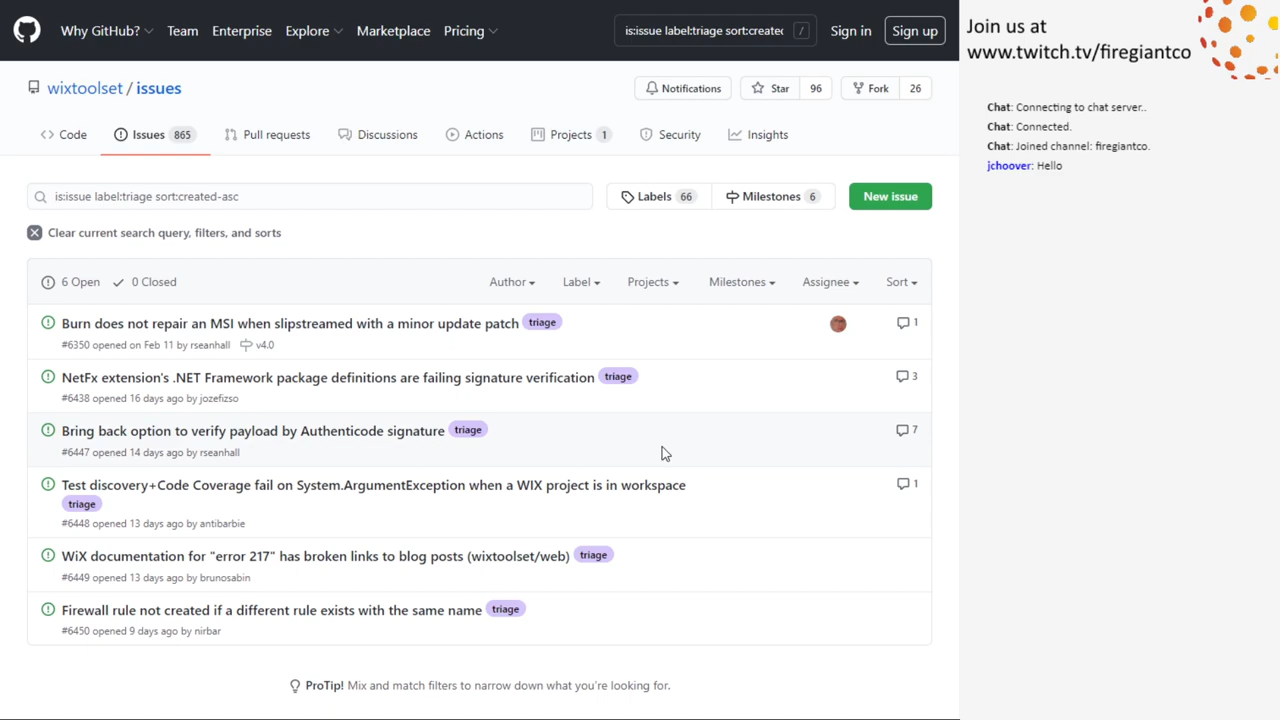 Why GitHub? Team Enterprise Explore Marketplace Pricing is:issue label:triage sort:create / Sign in Sign up
wixtoolset / issues
Notifications Star 96 Fork 26
Code Issues 865 Pull requests Discussions Actions Projects 1 Security Insights
is:issue label:triage sort:created-asc Labels 66 Milestones 6 New issue
Clear current search query, filters, and sorts
6 Open 0 Closed Author Label Projects Milestones Assignee Sort
Burn does not repair an MSI when slipstreamed with a minor update patch triage 1
#6350 opened on Feb 11 by rseanhall v4.0
NetFx extension's .NET Framework package definitions are failing signature verification triage 3
#6438 opened 16 days ago by jozefizso
Bring back option to verify payload by Authenticode signature triage 7
#6447 opened 14 days ago by rseanhall
Test discovery+Code Coverage fail on System.ArgumentException when a WIX project is in workspace 1
triage
#6448 opened 13 days ago by antibarbie
WiX documentation for "error 217" has broken links to blog posts (wixtoolset/web) triage
#6449 opened 13 days ago by brunosabin
Firewall rule not created if a different rule exists with the same name triage
#6450 opened 9 days ago by nirbar
ProTip! Mix and match filters to narrow down what you're looking for.
Join us at
www.twitch.tv/firegiantco
Chat: Connecting to chat server..
Chat: Connected.
Chat: Joined channel: firegiantco.
jchoover: Hello